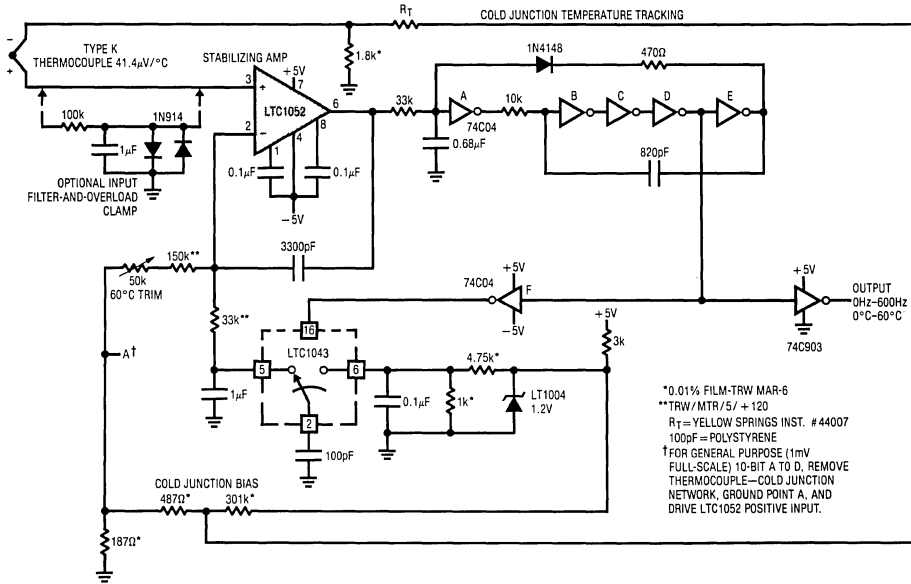 R_T
COLD JUNCTION TEMPERATURE TRACKING
−
+
TYPE K
THERMOCOUPLE 41.4µV/°C
STABILIZING AMP
1.8k*
1N4148
470Ω
+5V
7
3
+
LTC1052
6
2
−
1
4
8
33k
A
74C04
10k
B
C
D
E
0.68µF
820pF
100k
1N914
1µF
OPTIONAL INPUT
FILTER-AND-OVERLOAD
CLAMP
0.1µF
0.1µF
−5V
3300pF
150k**
50k
60°C TRIM
33k**
A†
74C04
+5V
F
−5V
16
LTC1043
5
6
2
1µF
100pF
0.1µF
1k*
4.75k*
LT1004
1.2V
+5V
3k
+5V
74C903
OUTPUT
0Hz-600Hz
0°C-60°C
COLD JUNCTION BIAS
487Ω*
301k*
187Ω*
*0.01% FILM-TRW MAR-6
**TRW/MTR/5/+120
R_T=YELLOW SPRINGS INST. #44007
100pF=POLYSTYRENE
†FOR GENERAL PURPOSE (1mV
FULL-SCALE) 10-BIT A TO D, REMOVE
THERMOCOUPLE—COLD JUNCTION
NETWORK, GROUND POINT A, AND
DRIVE LTC1052 POSITIVE INPUT.